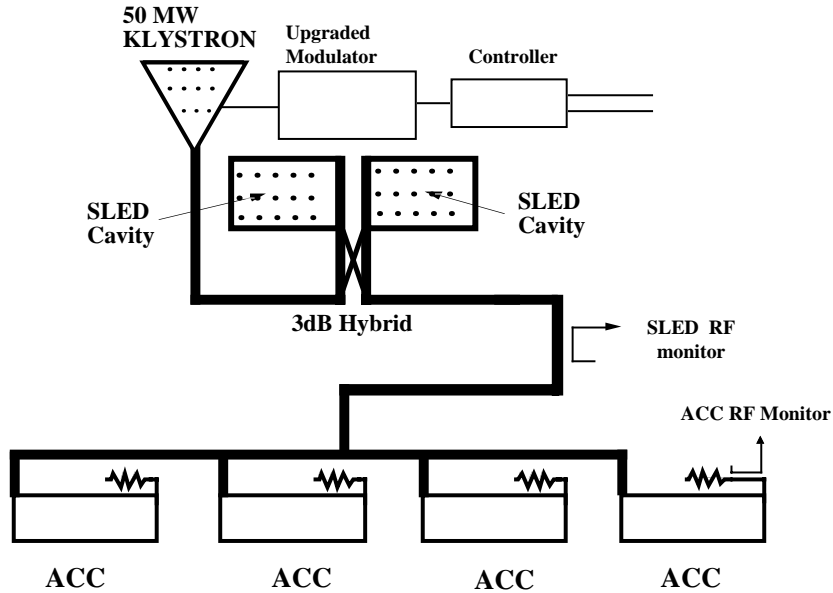 50 MW
KLYSTRON
Upgraded
Modulator
Controller
SLED
Cavity
SLED
Cavity
3dB Hybrid
SLED RF
monitor
ACC RF Monitor
ACC
ACC
ACC
ACC